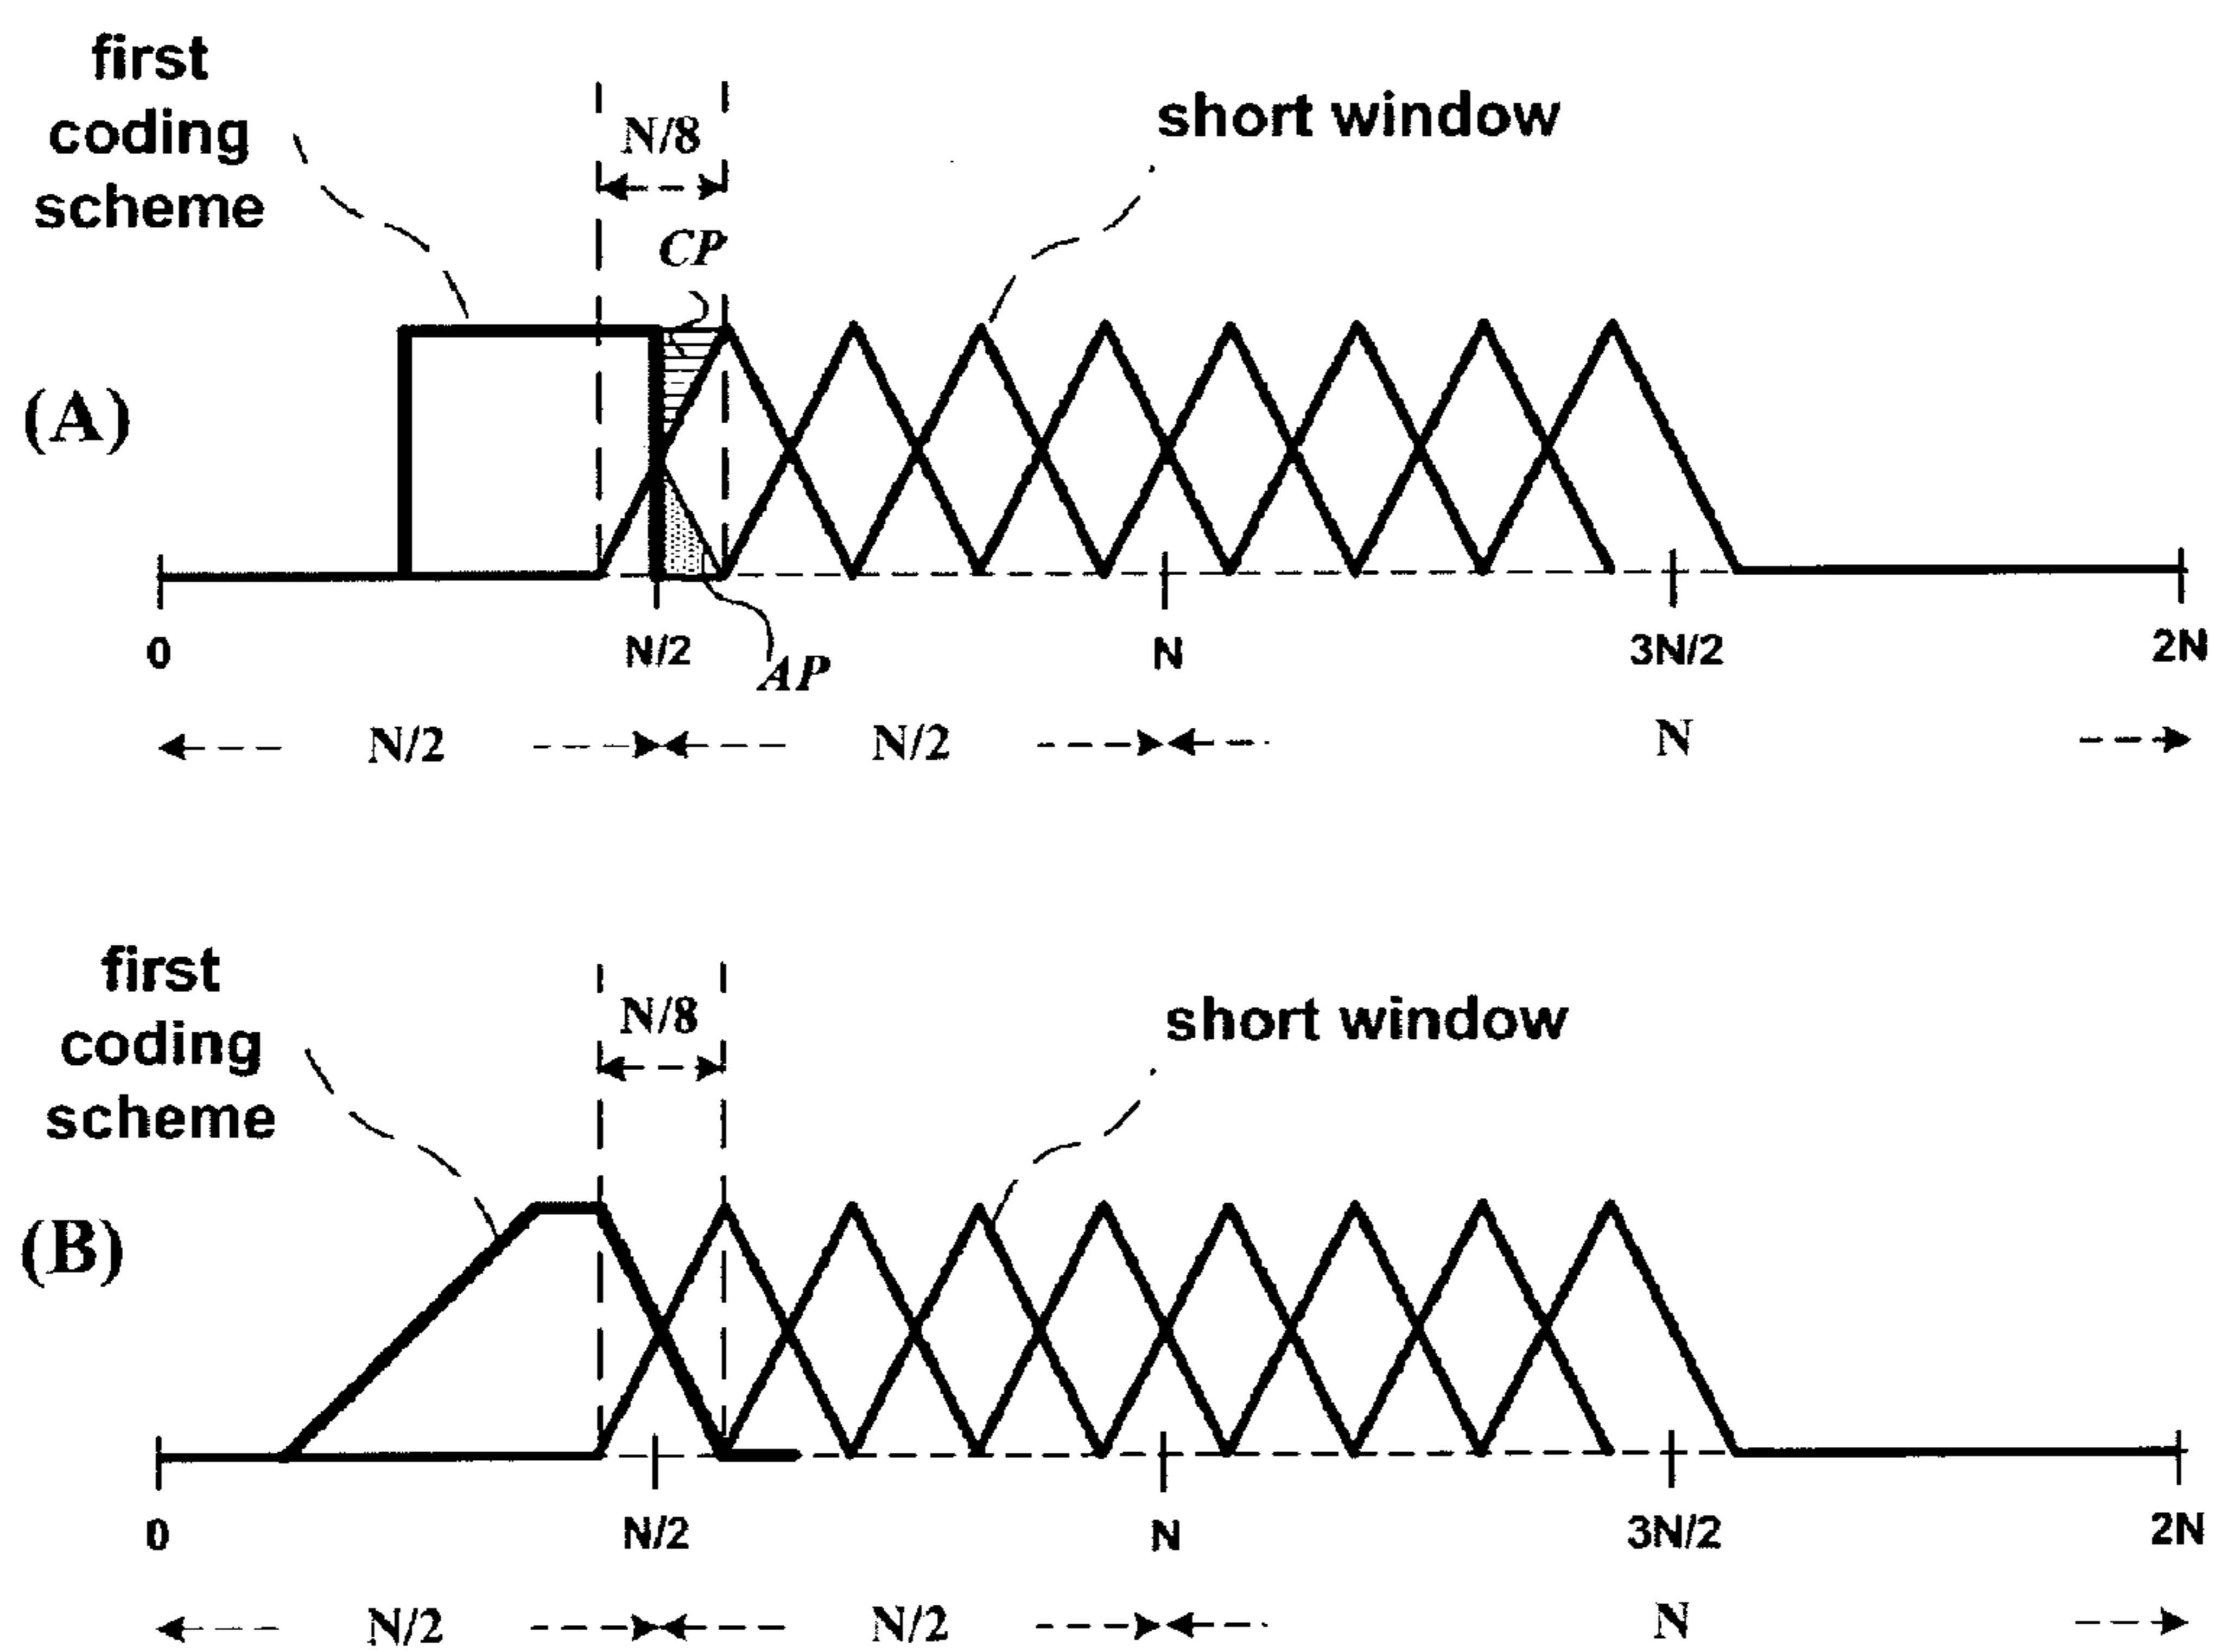 first
coding
scheme
N/8
short window
CP
(A)
0
N/2
N
3N/2
2N
AP
N/2
N/2
N
first
coding
scheme
N/8
short window
(B)
0
N/2
N
3N/2
2N
N/2
N/2
N